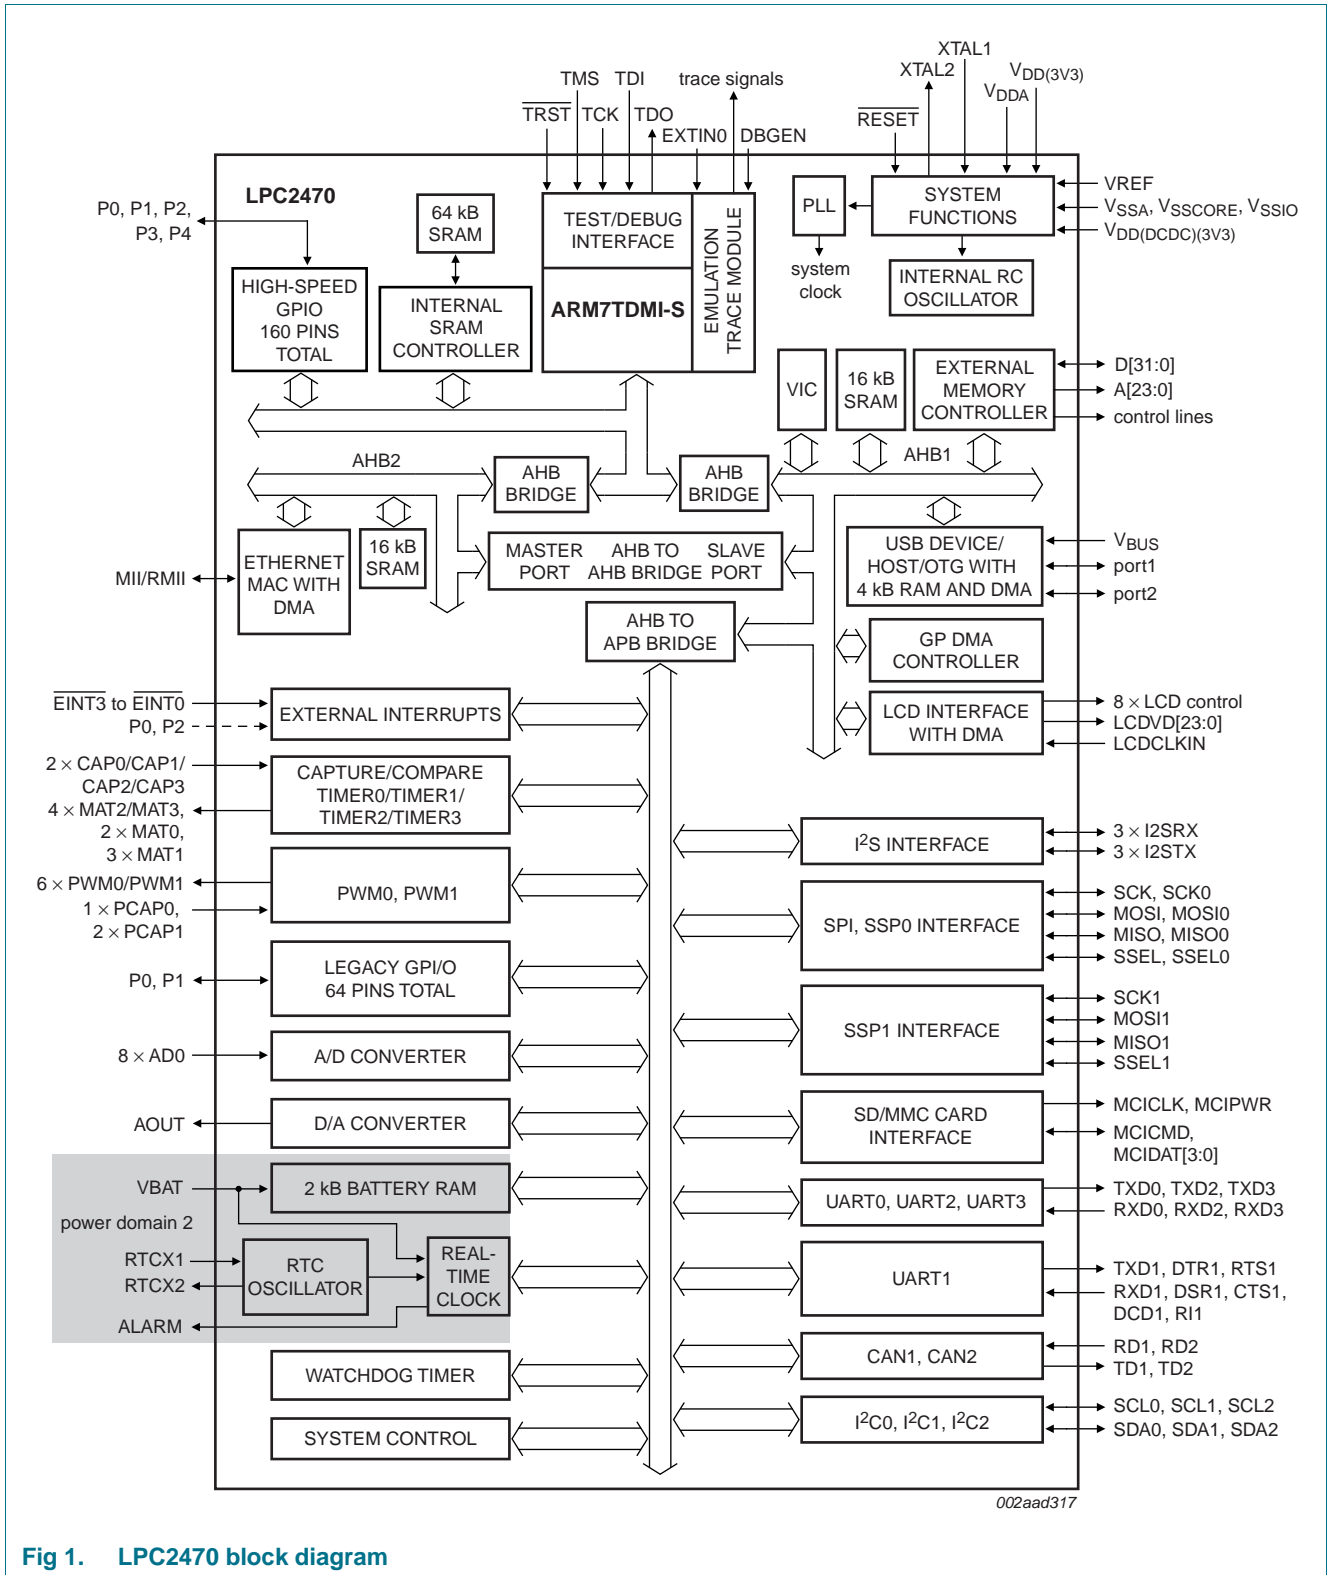 XTAL1
XTAL2
VDD(3V3)
TMS TDI trace signals
VDDA
TRST TCK TDO
RESET
EXTIN0 DBGEN
LPC2470
P0, P1, P2,
P3, P4
64 kB
SRAM
TEST/DEBUG
INTERFACE
EMULATION
TRACE MODULE
PLL
SYSTEM
FUNCTIONS
VREF
VSSA, VSSCORE, VSSIO
VDD(DCDC)(3V3)
system
clock
HIGH-SPEED
GPIO
160 PINS
TOTAL
INTERNAL
SRAM
CONTROLLER
ARM7TDMI-S
INTERNAL RC
OSCILLATOR
VIC
16 kB
SRAM
EXTERNAL
MEMORY
CONTROLLER
D[31:0]
A[23:0]
control lines
AHB2
AHB
BRIDGE
AHB
BRIDGE
AHB1
ETHERNET
MAC WITH
DMA
16 kB
SRAM
MASTER
PORT
AHB TO
AHB BRIDGE
SLAVE
PORT
USB DEVICE/
HOST/OTG WITH
4 kB RAM AND DMA
VBUS
port1
port2
MII/RMII
AHB TO
APB BRIDGE
GP DMA
CONTROLLER
EINT3 to EINT0
P0, P2
EXTERNAL INTERRUPTS
LCD INTERFACE
WITH DMA
8 × LCD control
LCDVD[23:0]
LCDCLKIN
2 × CAP0/CAP1/
CAP2/CAP3
4 × MAT2/MAT3,
2 × MAT0,
3 × MAT1
CAPTURE/COMPARE
TIMER0/TIMER1/
TIMER2/TIMER3
I2S INTERFACE
3 × I2SRX
3 × I2STX
6 × PWM0/PWM1
1 × PCAP0,
2 × PCAP1
PWM0, PWM1
SPI, SSP0 INTERFACE
SCK, SCK0
MOSI, MOSI0
MISO, MISO0
SSEL, SSEL0
P0, P1
LEGACY GPI/O
64 PINS TOTAL
SSP1 INTERFACE
SCK1
MOSI1
MISO1
SSEL1
8 × AD0
A/D CONVERTER
AOUT
D/A CONVERTER
SD/MMC CARD
INTERFACE
MCICLK, MCIPWR
MCICMD,
MCIDAT[3:0]
VBAT
2 kB BATTERY RAM
power domain 2
UART0, UART2, UART3
TXD0, TXD2, TXD3
RXD0, RXD2, RXD3
RTCX1
RTCX2
RTC
OSCILLATOR
REAL-
TIME
CLOCK
ALARM
UART1
TXD1, DTR1, RTS1
RXD1, DSR1, CTS1,
DCD1, RI1
WATCHDOG TIMER
CAN1, CAN2
RD1, RD2
TD1, TD2
SYSTEM CONTROL
I2C0, I2C1, I2C2
SCL0, SCL1, SCL2
SDA0, SDA1, SDA2
002aad317
Fig 1. LPC2470 block diagram